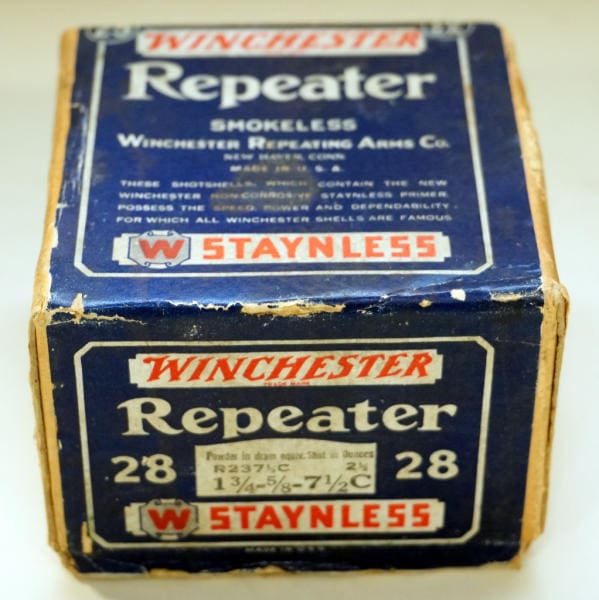 WINCHESTER
Repeater
SMOKELESS
WINCHESTER REPEATING ARMS CO.
NEW HAVEN, CONN.
MADE IN U.S.A.
THESE SHOTSHELLS, WHICH CONTAIN THE NEW
WINCHESTER NON-CORROSIVE STAYNLESS PRIMER,
POSSESS THE SPEED, POWER AND DEPENDABILITY
FOR WHICH ALL WINCHESTER SHELLS ARE FAMOUS
W STAYNLESS
WINCHESTER
TRADE MARK
Repeater
28 28
Powder in dram equiv. Shot in Ounces
R237½C 2½
1¾-5/8-7½C
W STAYNLESS
MADE IN U.S.A.